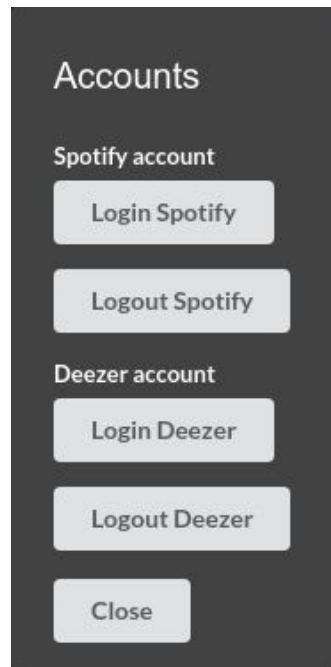 Accounts
Spotify account
Login Spotify
Logout Spotify
Deezer account
Login Deezer
Logout Deezer
Close